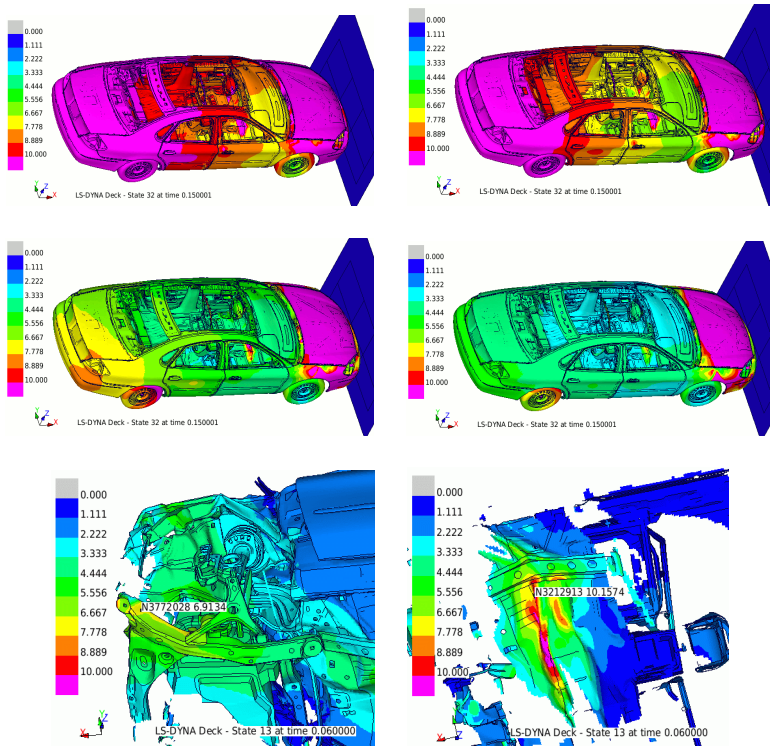 0.000
1.111
2.222
3.333
4.444
5.556
6.667
7.778
8.889
10.000
Y
Z
X
LS-DYNA Deck - State 32 at time 0.150001
0.000
1.111
2.222
3.333
4.444
5.556
6.667
7.778
8.889
10.000
Y
Z
X
LS-DYNA Deck - State 32 at time 0.150001
0.000
1.111
2.222
3.333
4.444
5.556
6.667
7.778
8.889
10.000
Y
Z
X
LS-DYNA Deck - State 32 at time 0.150001
0.000
1.111
2.222
3.333
4.444
5.556
6.667
7.778
8.889
10.000
Y
Z
X
LS-DYNA Deck - State 32 at time 0.150001
0.000
1.111
2.222
3.333
4.444
5.556
6.667
7.778
8.889
10.000
N3772028 6.9134
Z
X
LS-DYNA Deck - State 13 at time 0.060000
0.000
1.111
2.222
3.333
4.444
5.556
6.667
7.778
8.889
10.000
N3212913 10.1574
X
LS-DYNA Deck - State 13 at time 0.060000